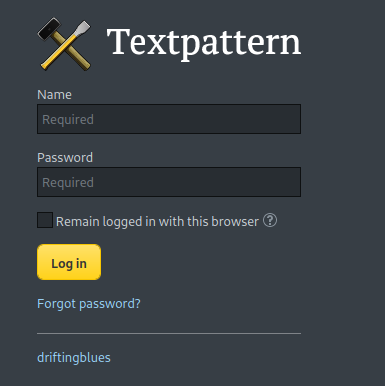 Textpattern
Name
Required
Password
Required
Remain logged in with this browser ?
Log in
Forgot password?
driftingblues